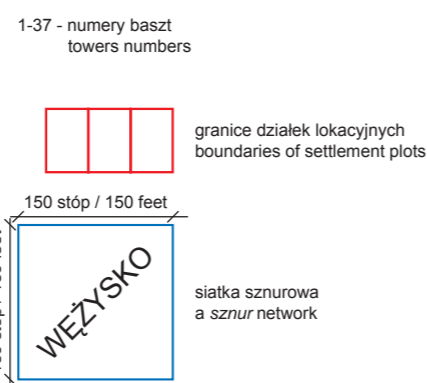 1-37 - numery baszt
towers numbers
granice działek lokacyjnych
boundaries of settlement plots
150 stóp / 150 feet
WĘŻYSKO
siatka sznurowa
a sznur network